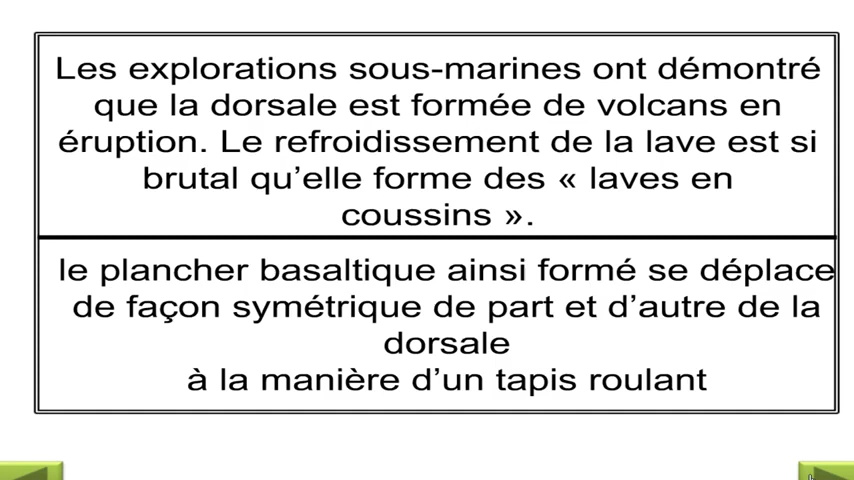 Les explorations sous-marines ont démontré
que la dorsale est formée de volcans en
éruption. Le refroidissement de la lave est si
brutal qu’elle forme des « laves en
coussins ».
le plancher basaltique ainsi formé se déplace
de façon symétrique de part et d’autre de la
dorsale
à la manière d’un tapis roulant